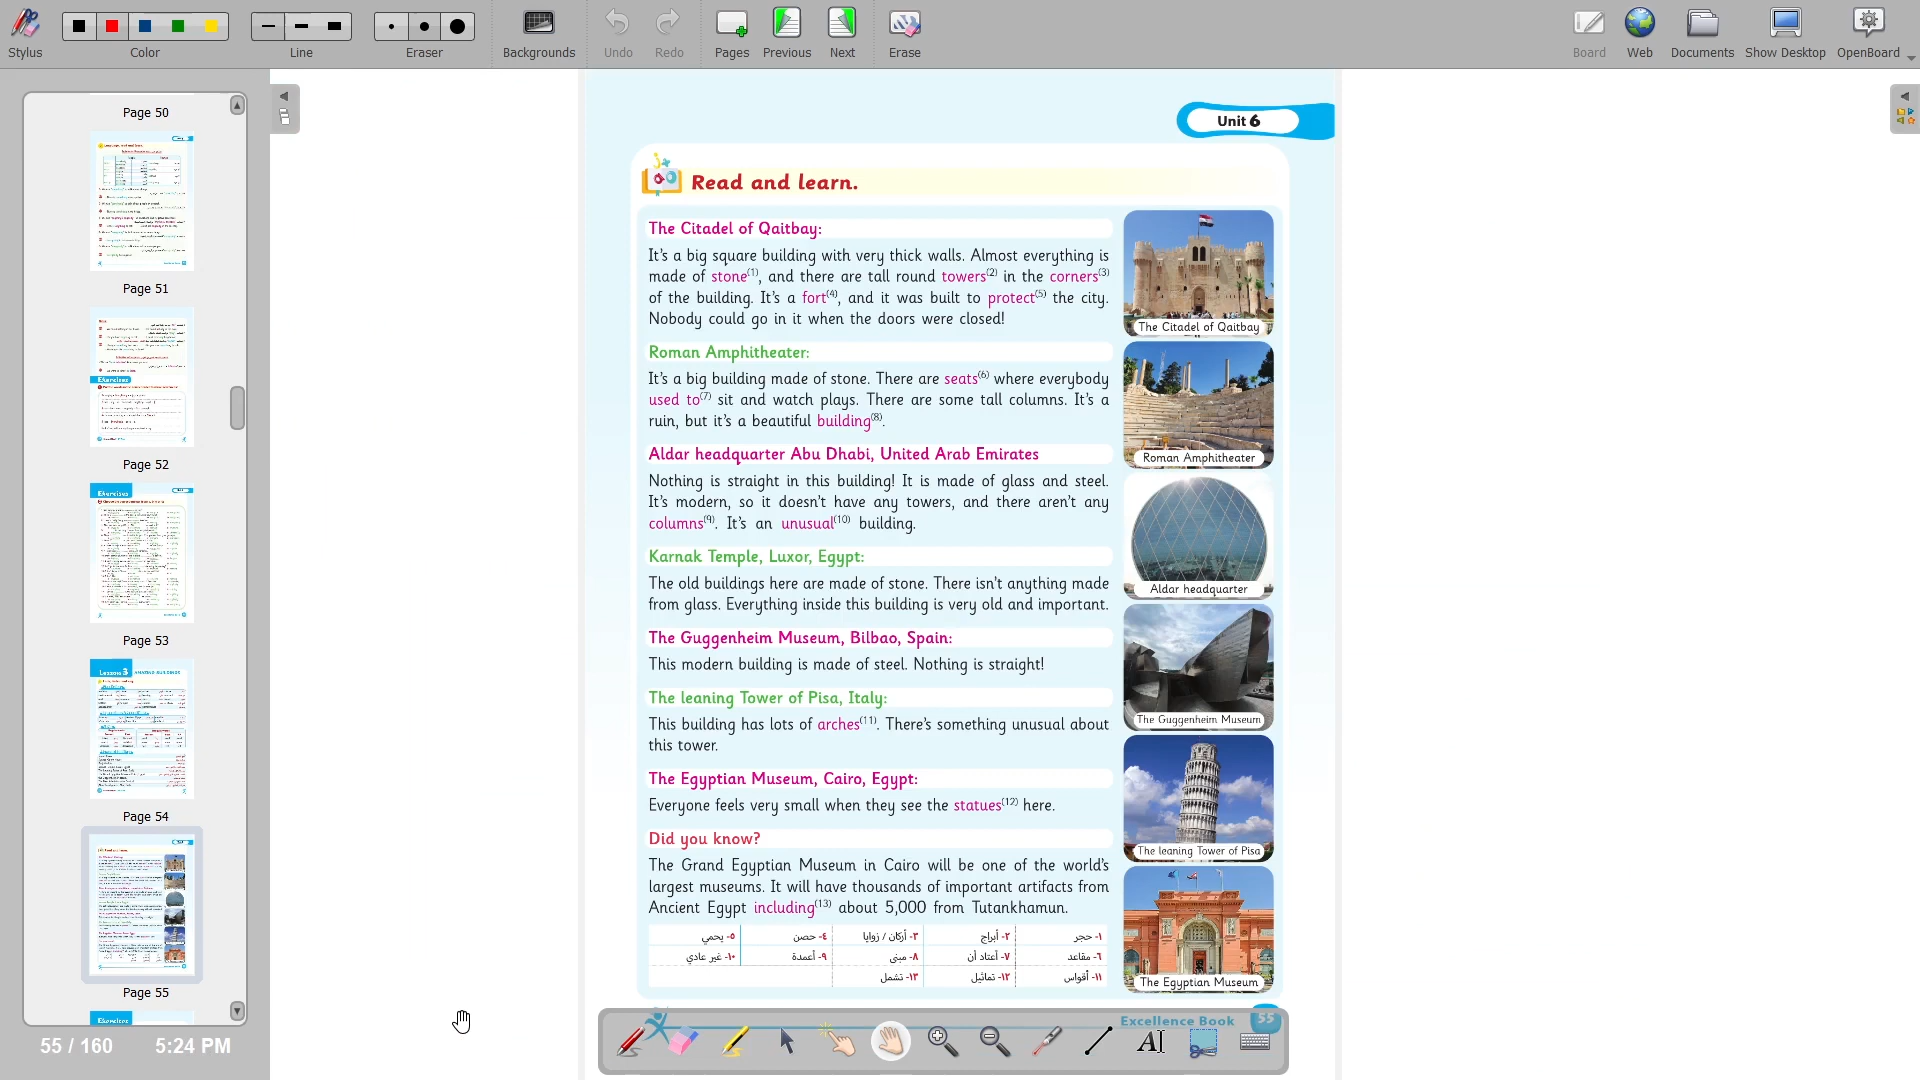 Stylus
Color
Line
Eraser
Backgrounds
Undo
Redo
Pages
Previous
Next
Erase
Board
Web
Documents
Show Desktop
OpenBoard
Page 50
Page 51
Page 52
Page 53
Page 54
Page 55
55 / 160
5:24 PM
Unit 6
Read and learn.
The Citadel of Qaitbay:
It's a big square building with very thick walls. Almost everything is
made of stone(1), and there are tall round towers(2) in the corners(3)
of the building. It's a fort(4), and it was built to protect(5) the city.
Nobody could go in it when the doors were closed!
Roman Amphitheater:
It's a big building made of stone. There are seats(6) where everybody
used to(7) sit and watch plays. There are some tall columns. It's a
ruin, but it's a beautiful building(8).
Aldar headquarter Abu Dhabi, United Arab Emirates
Nothing is straight in this building! It is made of glass and steel.
It's modern, so it doesn't have any towers, and there aren't any
columns(9). It's an unusual(10) building.
Karnak Temple, Luxor, Egypt:
The old buildings here are made of stone. There isn't anything made
from glass. Everything inside this building is very old and important.
The Guggenheim Museum, Bilbao, Spain:
This modern building is made of steel. Nothing is straight!
The leaning Tower of Pisa, Italy:
This building has lots of arches(11). There's something unusual about
this tower.
The Egyptian Museum, Cairo, Egypt:
Everyone feels very small when they see the statues(12) here.
Did you know?
The Grand Egyptian Museum in Cairo will be one of the world's
largest museums. It will have thousands of important artifacts from
Ancient Egypt including(13) about 5,000 from Tutankhamun.
١- حجر ٢- أبراج ٣- أركان / زوايا ٤- حصن ٥- يحمي
٦- مقاعد ٧- أعتاد أن ٨- مبنى ٩- أعمدة ١٠- غير عادي
١١- أقواس ١٢- تماثيل ١٣- تشمل
The Citadel of Qaitbay
Roman Amphitheater
Aldar headquarter
The Guggenheim Museum
The leaning Tower of Pisa
The Egyptian Museum
Excellence Book 55
Exercises
Exercises
Lesson 3 AMAZING BUILDINGS
Exercises